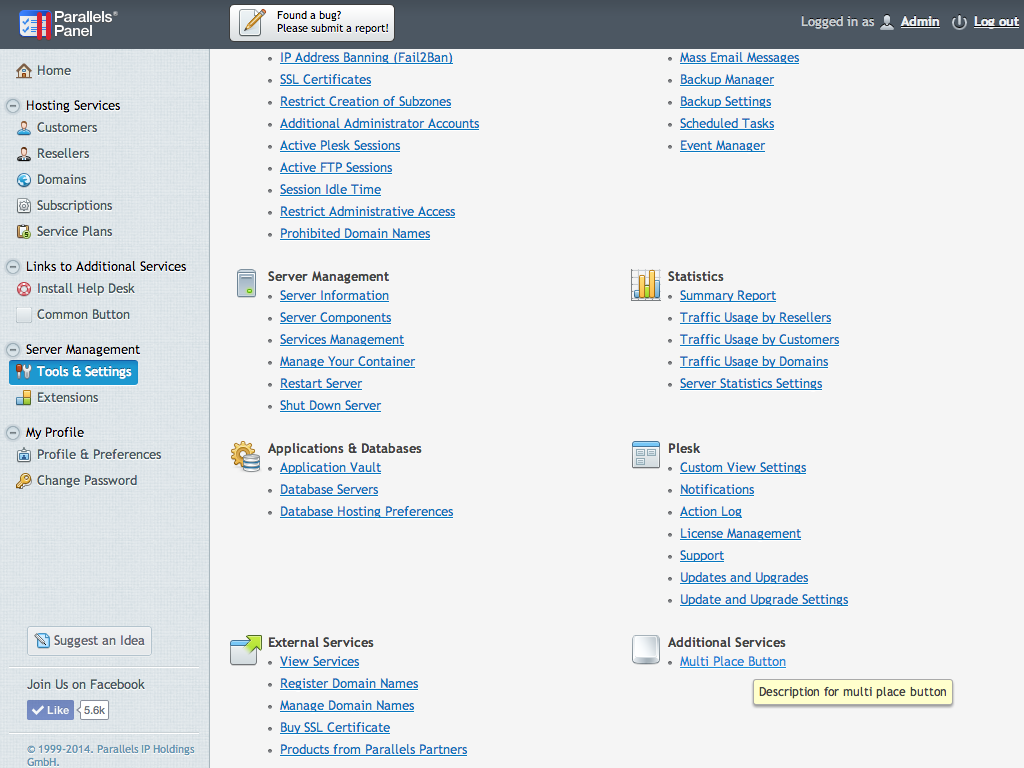 Parallels®
Panel
Found a bug?
Please submit a report!
Logged in as Admin Log out
Home
Hosting Services
Customers
Resellers
Domains
Subscriptions
Service Plans
Links to Additional Services
Install Help Desk
Common Button
Server Management
Tools & Settings
Extensions
My Profile
Profile & Preferences
Change Password
Suggest an Idea
Join Us on Facebook
Like 5.6k
© 1999-2014. Parallels IP Holdings
GmbH.
IP Address Banning (Fail2Ban)
SSL Certificates
Restrict Creation of Subzones
Additional Administrator Accounts
Active Plesk Sessions
Active FTP Sessions
Session Idle Time
Restrict Administrative Access
Prohibited Domain Names
Mass Email Messages
Backup Manager
Backup Settings
Scheduled Tasks
Event Manager
Server Management
Server Information
Server Components
Services Management
Manage Your Container
Restart Server
Shut Down Server
Statistics
Summary Report
Traffic Usage by Resellers
Traffic Usage by Customers
Traffic Usage by Domains
Server Statistics Settings
Applications & Databases
Application Vault
Database Servers
Database Hosting Preferences
Plesk
Custom View Settings
Notifications
Action Log
License Management
Support
Updates and Upgrades
Update and Upgrade Settings
External Services
View Services
Register Domain Names
Manage Domain Names
Buy SSL Certificate
Products from Parallels Partners
Additional Services
Multi Place Button
Description for multi place button